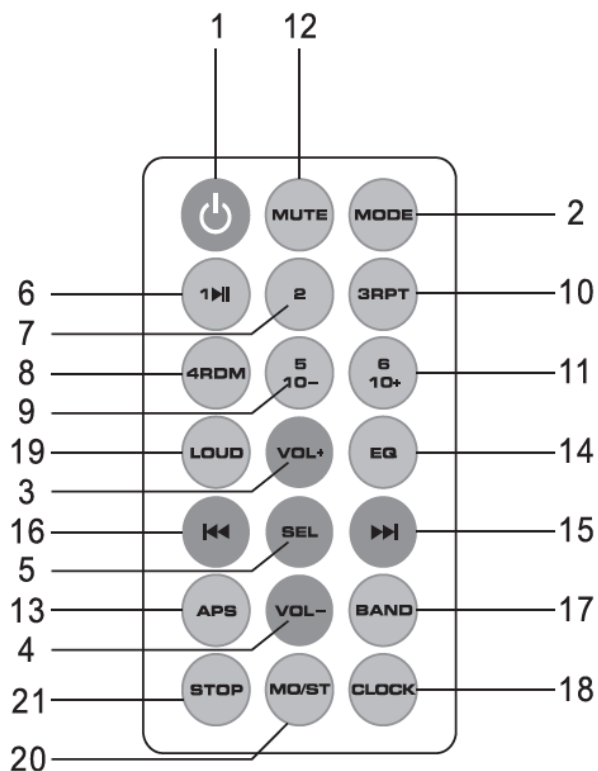 1 12
MUTE MODE 2
6 1 2 3RPT 10
7
8 4RDM 5 6 11
9 10- 10+
19 LOUD VOL+ EQ 14
3
16 SEL 15
5
13 APS VOL- BAND 17
4
21 STOP MO/ST CLOCK 18
20